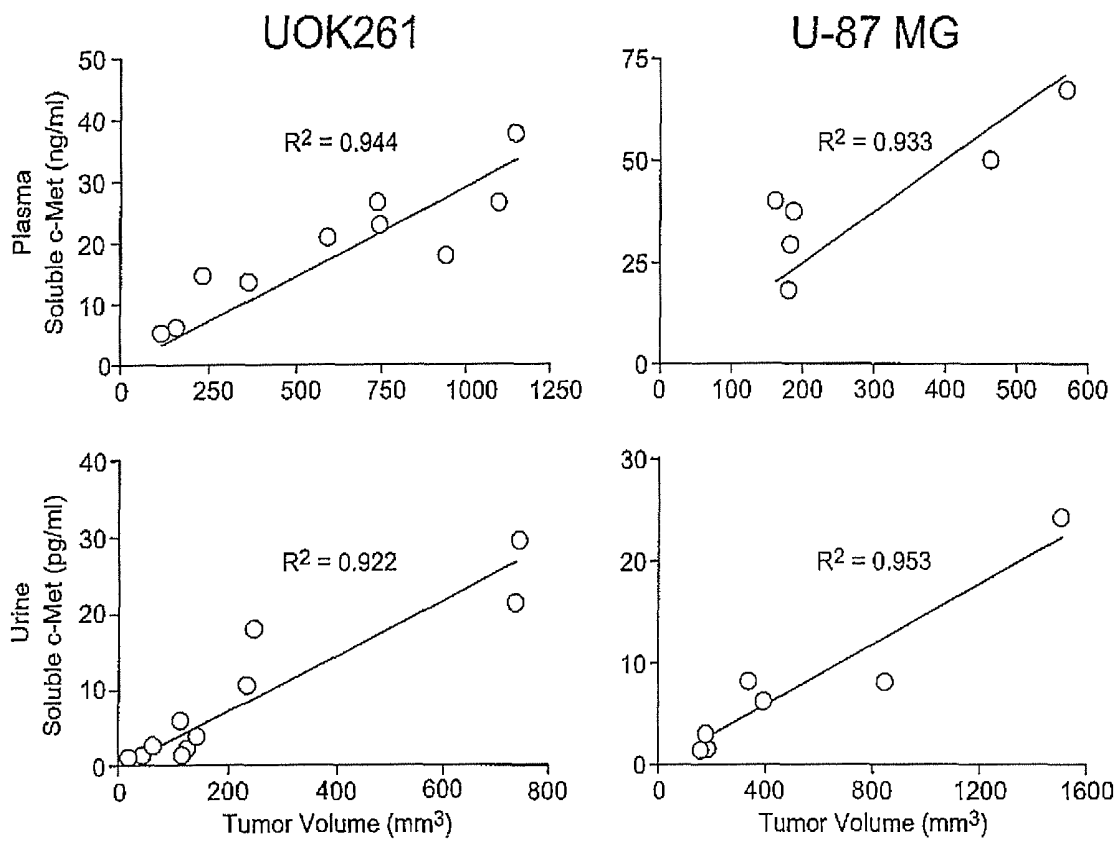 UOK261
U-87 MG
Plasma
Soluble c-Met (ng/ml)
50
40
30
20
10
0
R² = 0.944
0 250 500 750 1000 1250
75
50
25
0
R² = 0.933
0 100 200 300 400 500 600
Urine
Soluble c-Met (pg/ml)
40
30
20
10
0
R² = 0.922
0 200 400 600 800
Tumor Volume (mm³)
30
20
10
0
R² = 0.953
0 400 800 1200 1600
Tumor Volume (mm³)